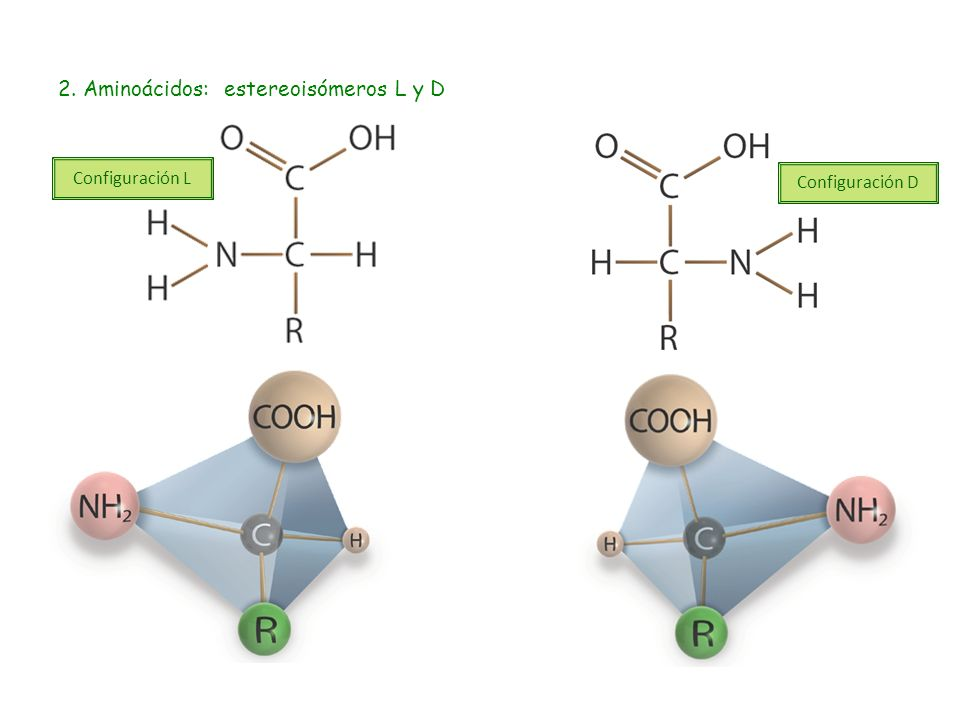 2. Aminoácidos: estereoisómeros L y D
Configuración L
O OH
C
H
N C H
H
R
Configuración D
O OH
C
H
H C N
H
R
COOH
NH₂
C
H
R
COOH
NH₂
H
C
R